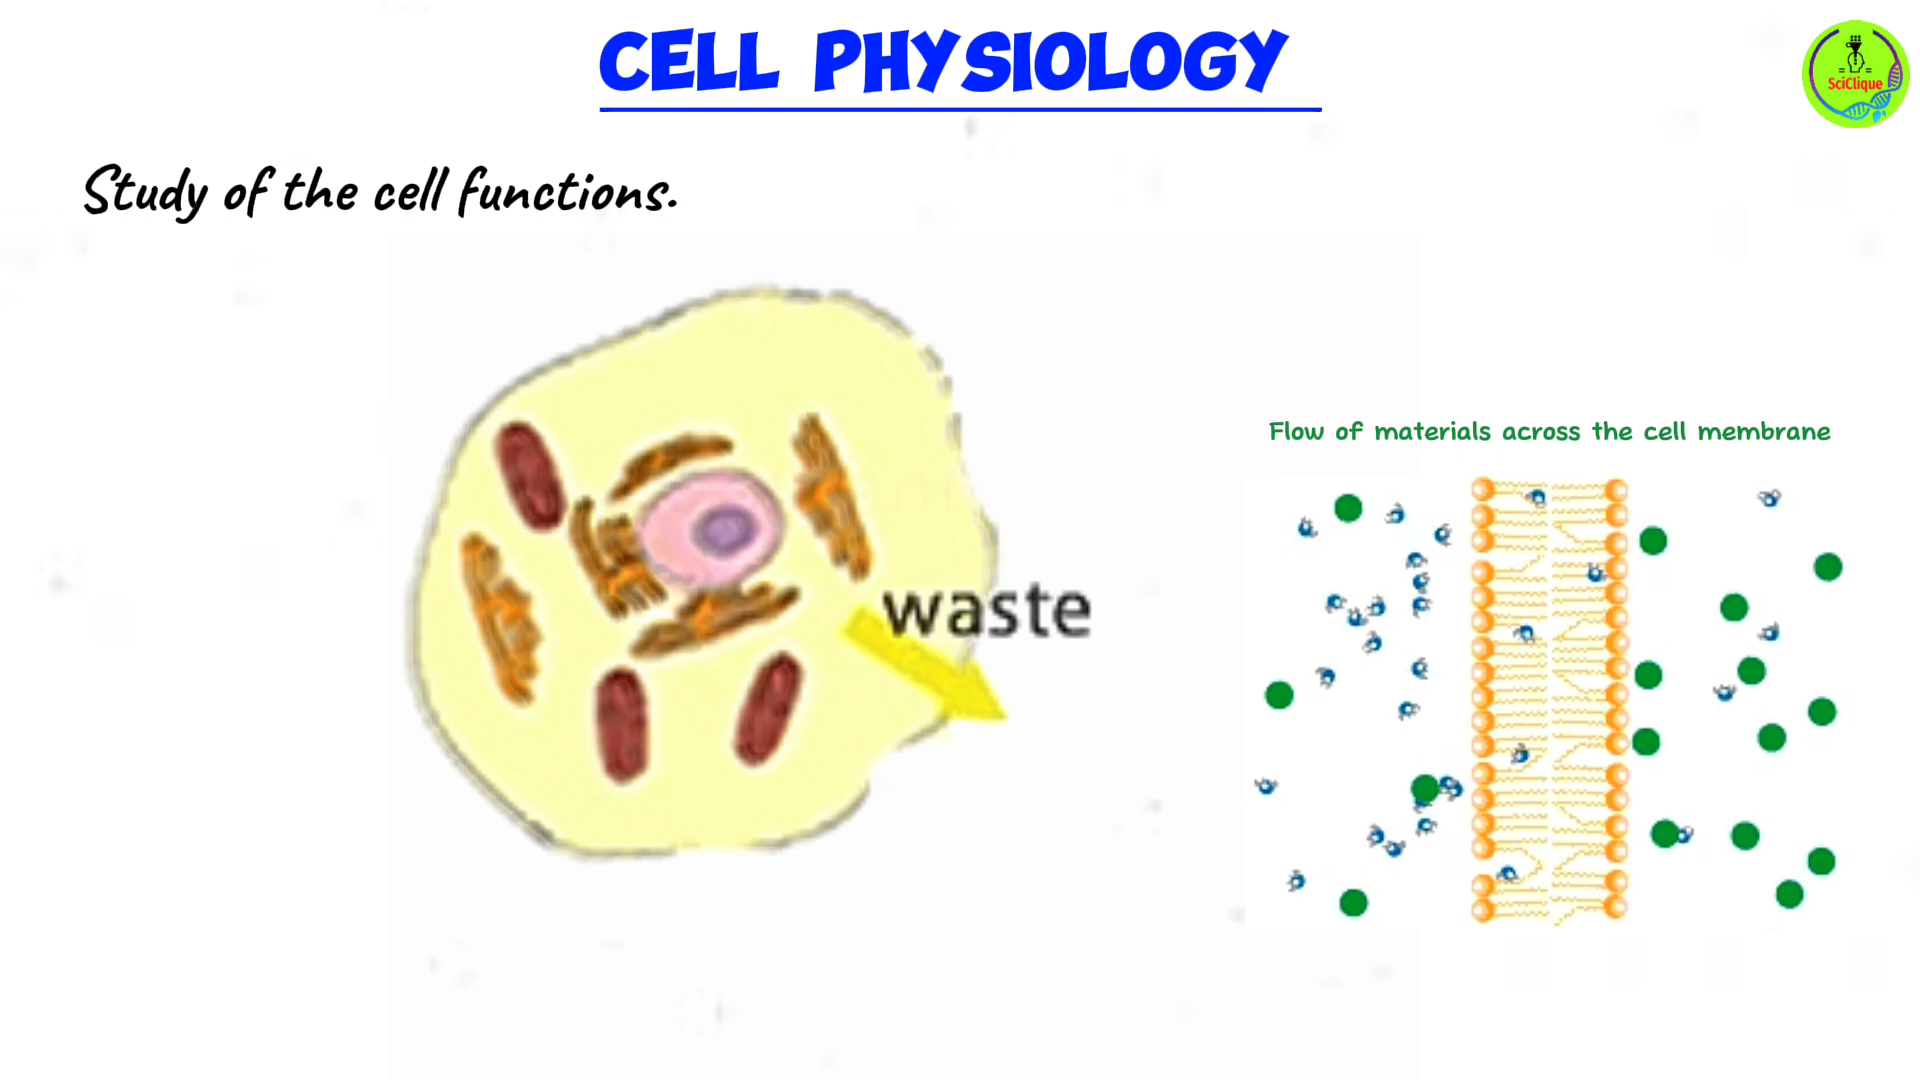 CELL PHYSIOLOGY
SciClique
Study of the cell functions.
Flow of materials across the cell membrane
waste